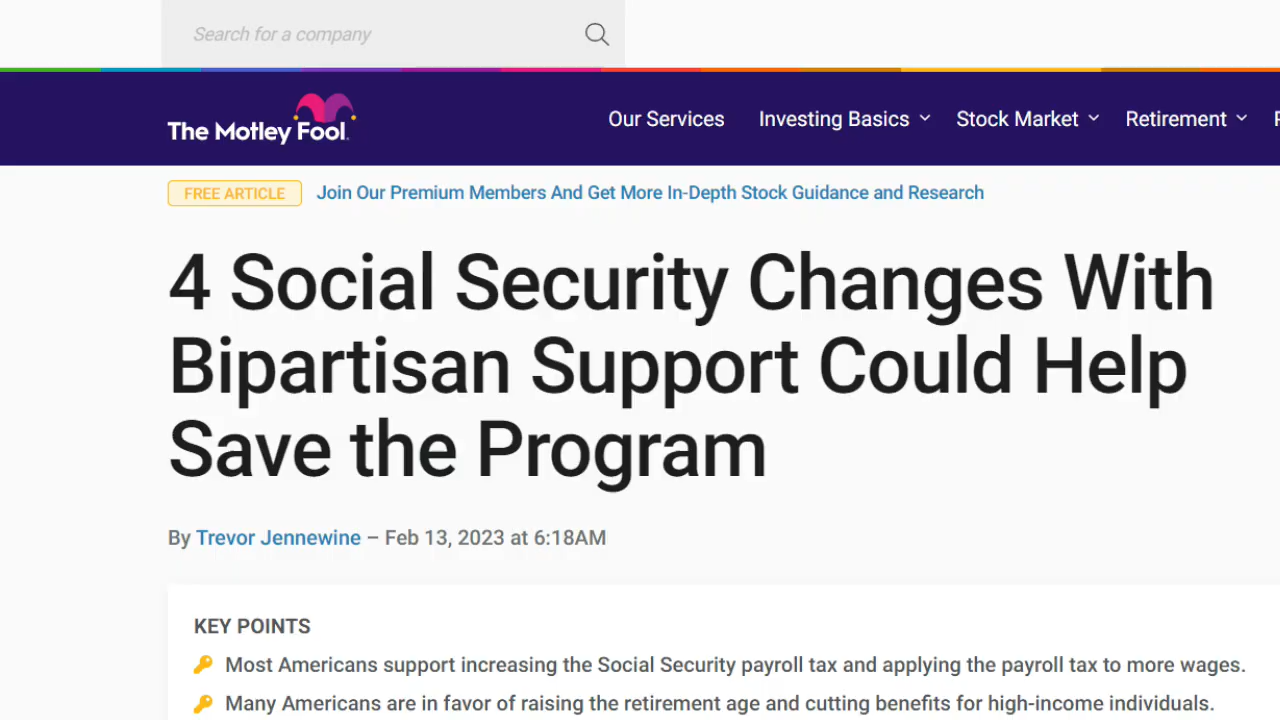 Search for a company
The Motley Fool.
Our Services Investing Basics Stock Market Retirement
FREE ARTICLE Join Our Premium Members And Get More In-Depth Stock Guidance and Research
4 Social Security Changes With
Bipartisan Support Could Help
Save the Program
By Trevor Jennewine – Feb 13, 2023 at 6:18AM
KEY POINTS
Most Americans support increasing the Social Security payroll tax and applying the payroll tax to more wages.
Many Americans are in favor of raising the retirement age and cutting benefits for high-income individuals.